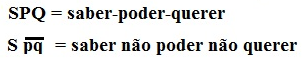 SPQ = saber-poder-querer
S p̅q̅ = saber não poder não querer